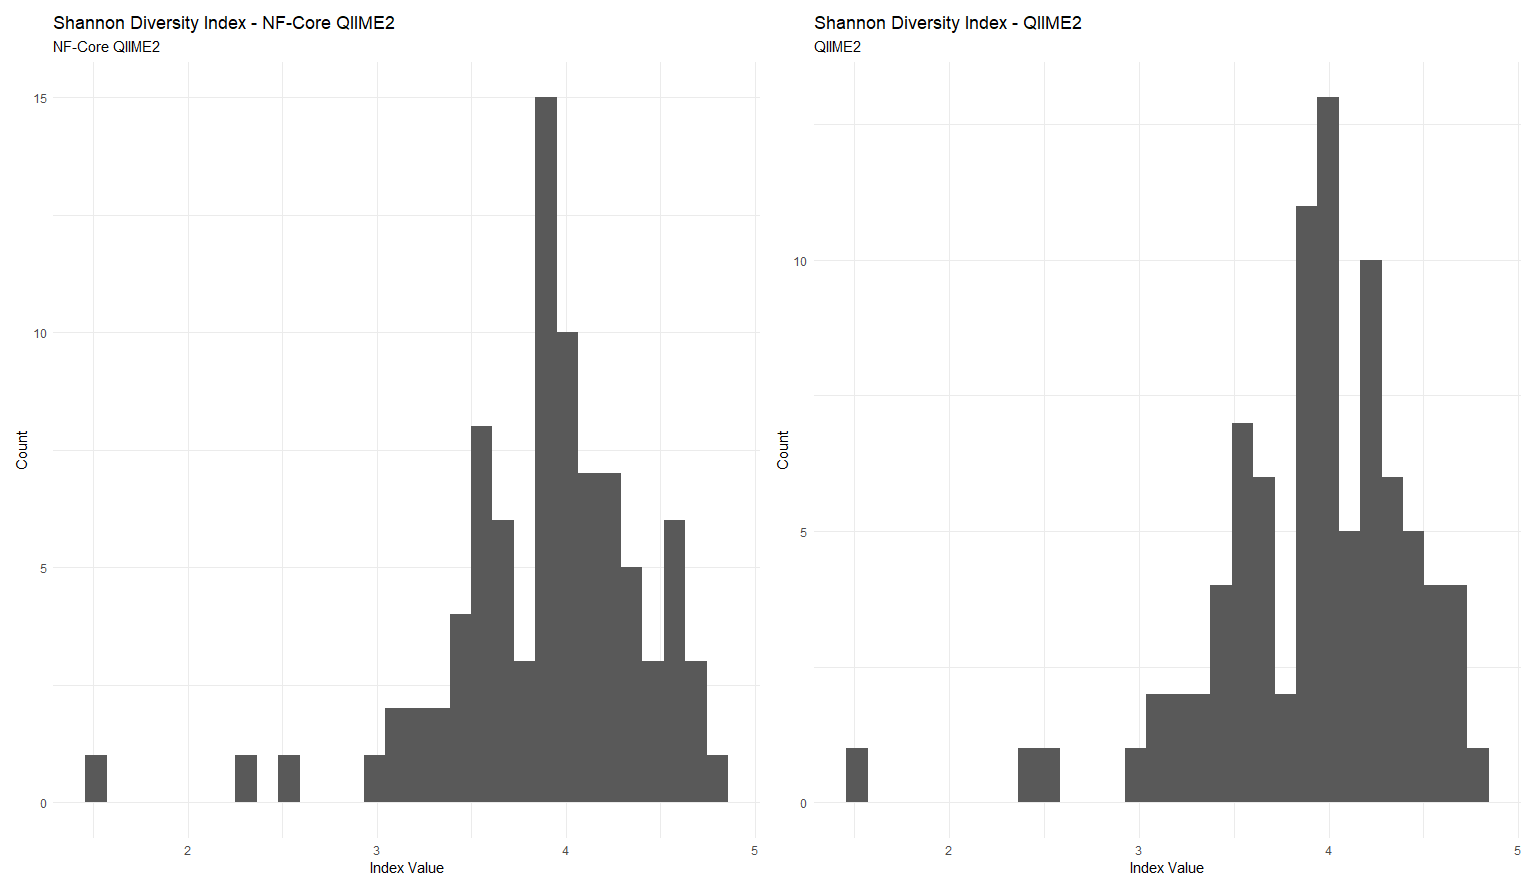 Shannon Diversity Index - NF-Core QIIME2
NF-Core QIIME2
15
10
5
0
Count
2
3
4
5
Index Value
Shannon Diversity Index - QIIME2
QIIME2
10
5
0
Count
2
3
4
5
Index Value